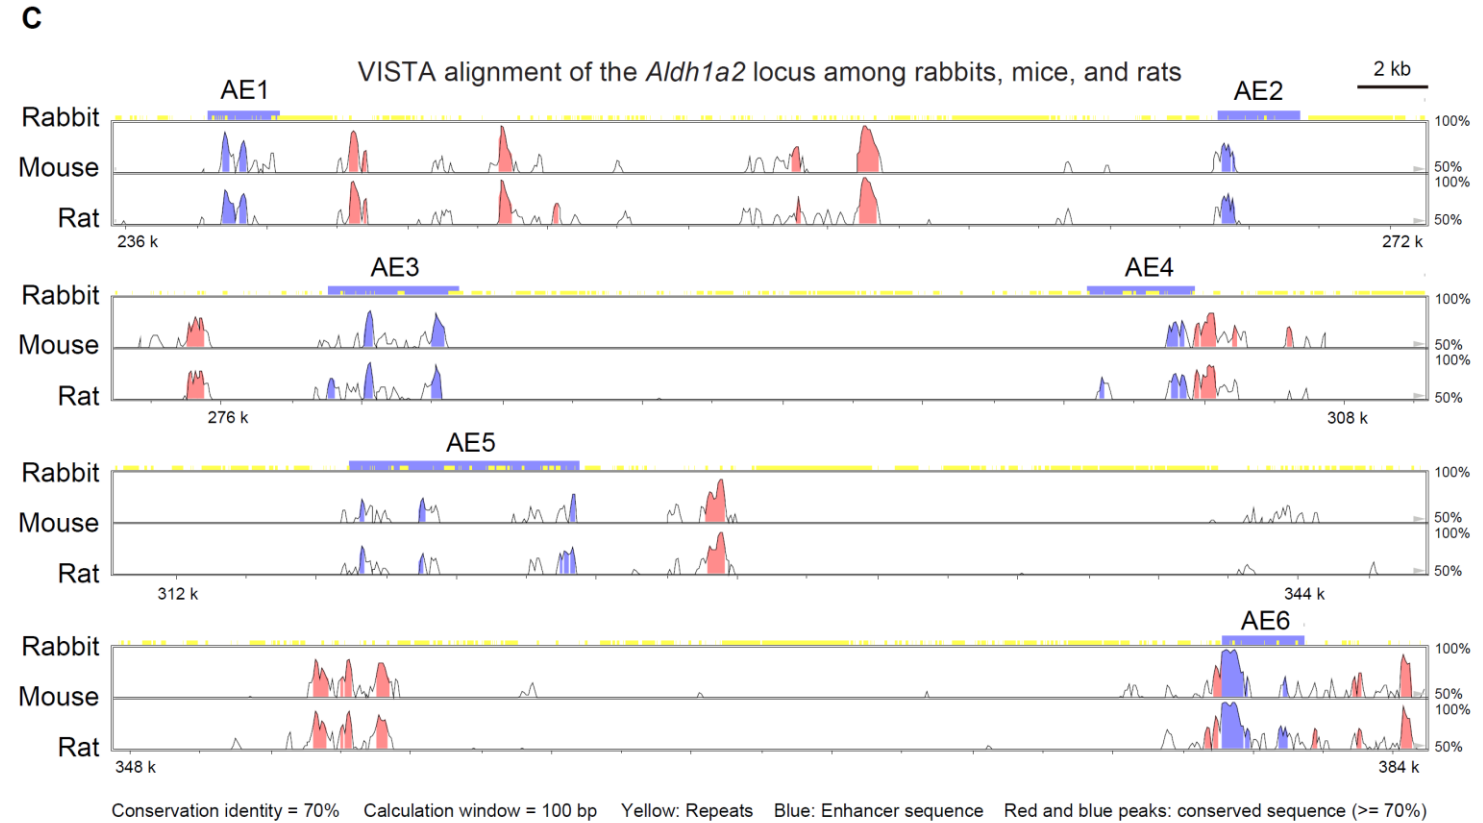 C
VISTA alignment of the Aldh1a2 locus among rabbits, mice, and rats
2 kb
AE1
AE2
Rabbit
100%
Mouse
50%
100%
Rat
50%
236 k
272 k
AE3
AE4
Rabbit
100%
Mouse
50%
100%
Rat
50%
276 k
308 k
AE5
Rabbit
100%
Mouse
50%
100%
Rat
50%
312 k
344 k
AE6
Rabbit
100%
Mouse
50%
100%
Rat
50%
348 k
384 k
Conservation identity = 70% Calculation window = 100 bp Yellow: Repeats Blue: Enhancer sequence Red and blue peaks: conserved sequence (>= 70%)